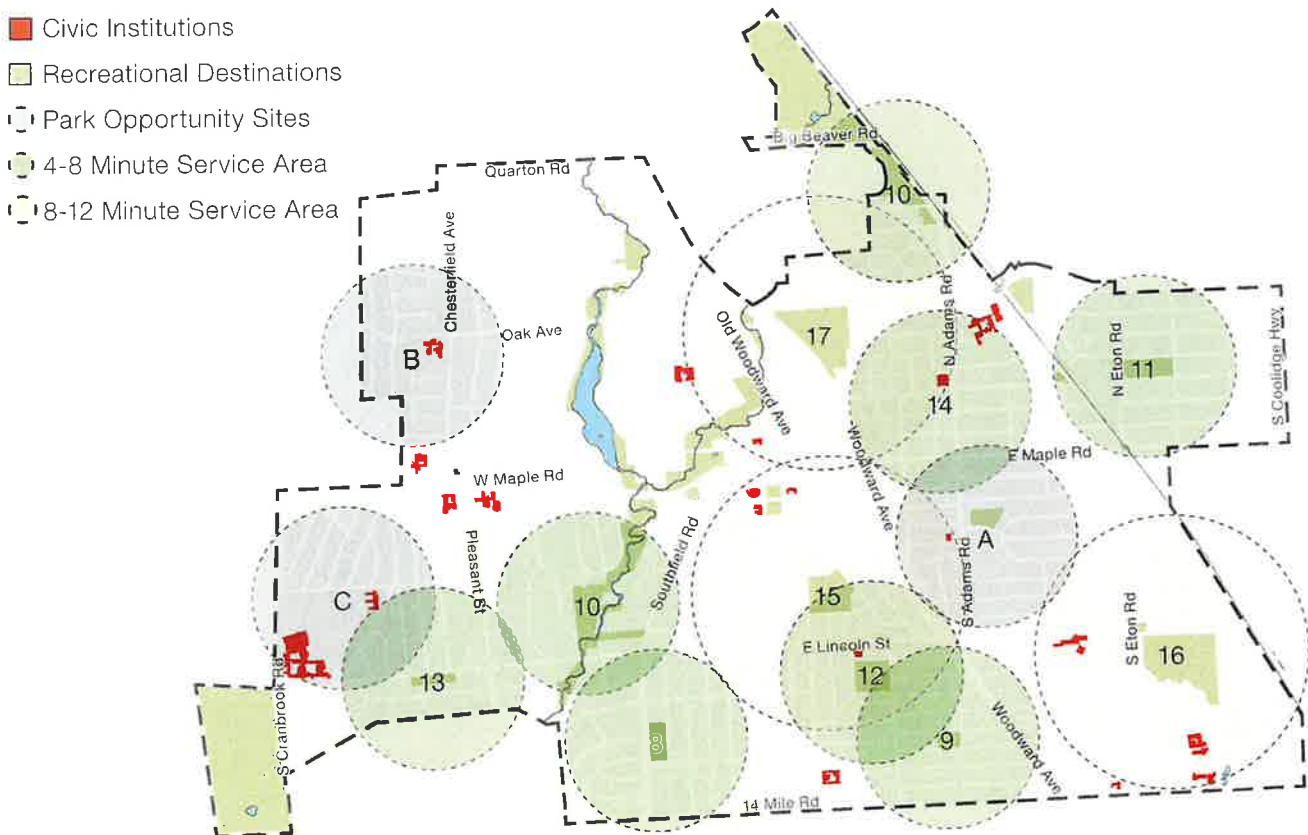 Civic Institutions
Recreational Destinations
Park Opportunity Sites
4-8 Minute Service Area
8-12 Minute Service Area
Big Beaver Rd
Quarton Rd
10
Chesterfield Ave
Oak Ave
B
Old Woodward Ave
17
N Adams Rd
14
N Eton Rd
11
S Coolidge Hwy
W Maple Rd
Woodward Ave
E Maple Rd
A
S Adams Rd
Pleasant St
Southfield Rd
C
10
15
E Lincoln St
12
S Eton Rd
16
13
S Cranbrook Rd
8
9
Woodward Ave
14 Mile Rd